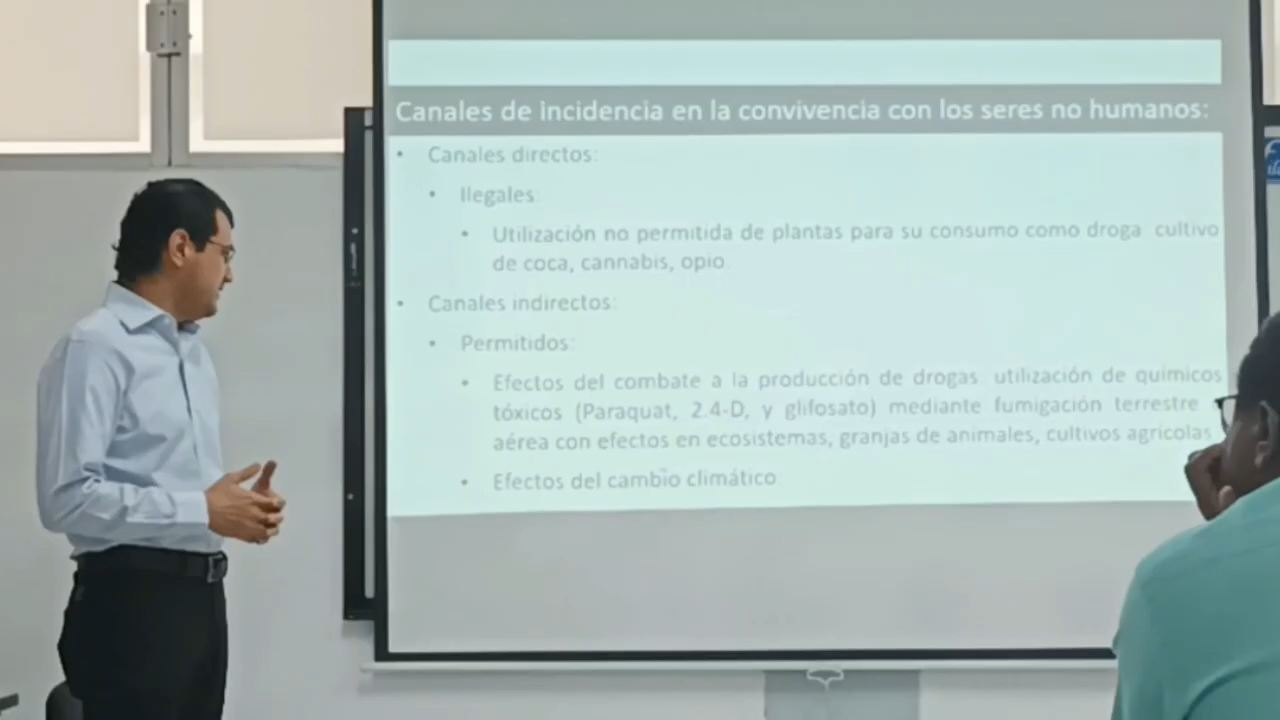 Canales de incidencia en la convivencia con los seres no humanos:
• Canales directos:
• Ilegales:
• Utilización no permitida de plantas para su consumo como droga: cultivo
de coca, cannabis, opio.
• Canales indirectos:
• Permitidos:
• Efectos del combate a la producción de drogas: utilización de químicos
tóxicos (Paraquat, 2.4-D, y glifosato) mediante fumigación terrestre
aérea con efectos en ecosistemas, granjas de animales, cultivos agrícolas
• Efectos del cambio climático